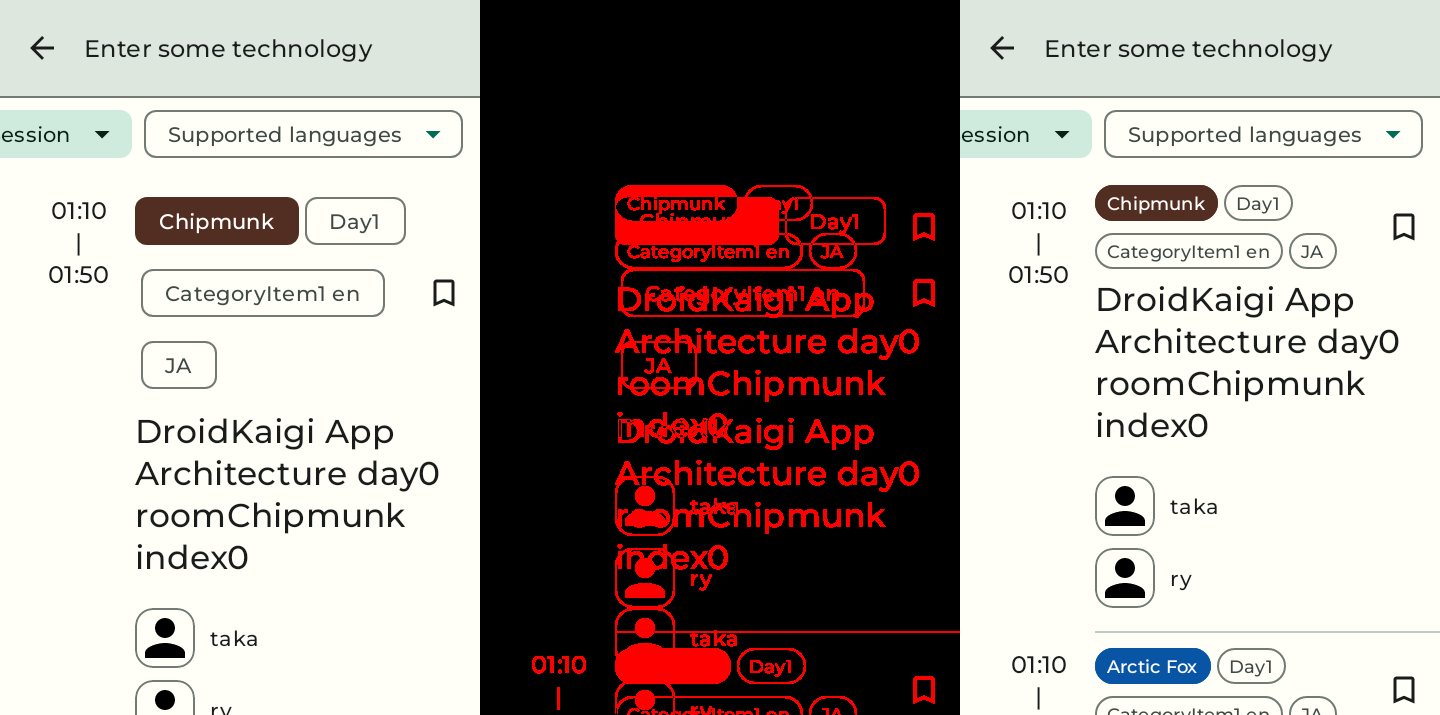 Enter some technology
ession
Supported languages
01:10
|
01:50
Chipmunk
Day1
CategoryItem1 en
JA
DroidKaigi App
Architecture day0
roomChipmunk
index0
taka
ry
Chipmunk
Day1
CategoryItem1 en
JA
DroidKaigi App
Architecture day0
roomChipmunk
index0
DroidKaigi App
Architecture day0
roomChipmunk
index0
JA
taka
ry
taka
01:10
|
Day1
CategoryItem1 en
JA
Enter some technology
ession
Supported languages
01:10
|
01:50
Chipmunk
Day1
CategoryItem1 en
JA
DroidKaigi App
Architecture day0
roomChipmunk
index0
taka
ry
01:10
|
Arctic Fox
Day1
CategoryItem1 en
JA